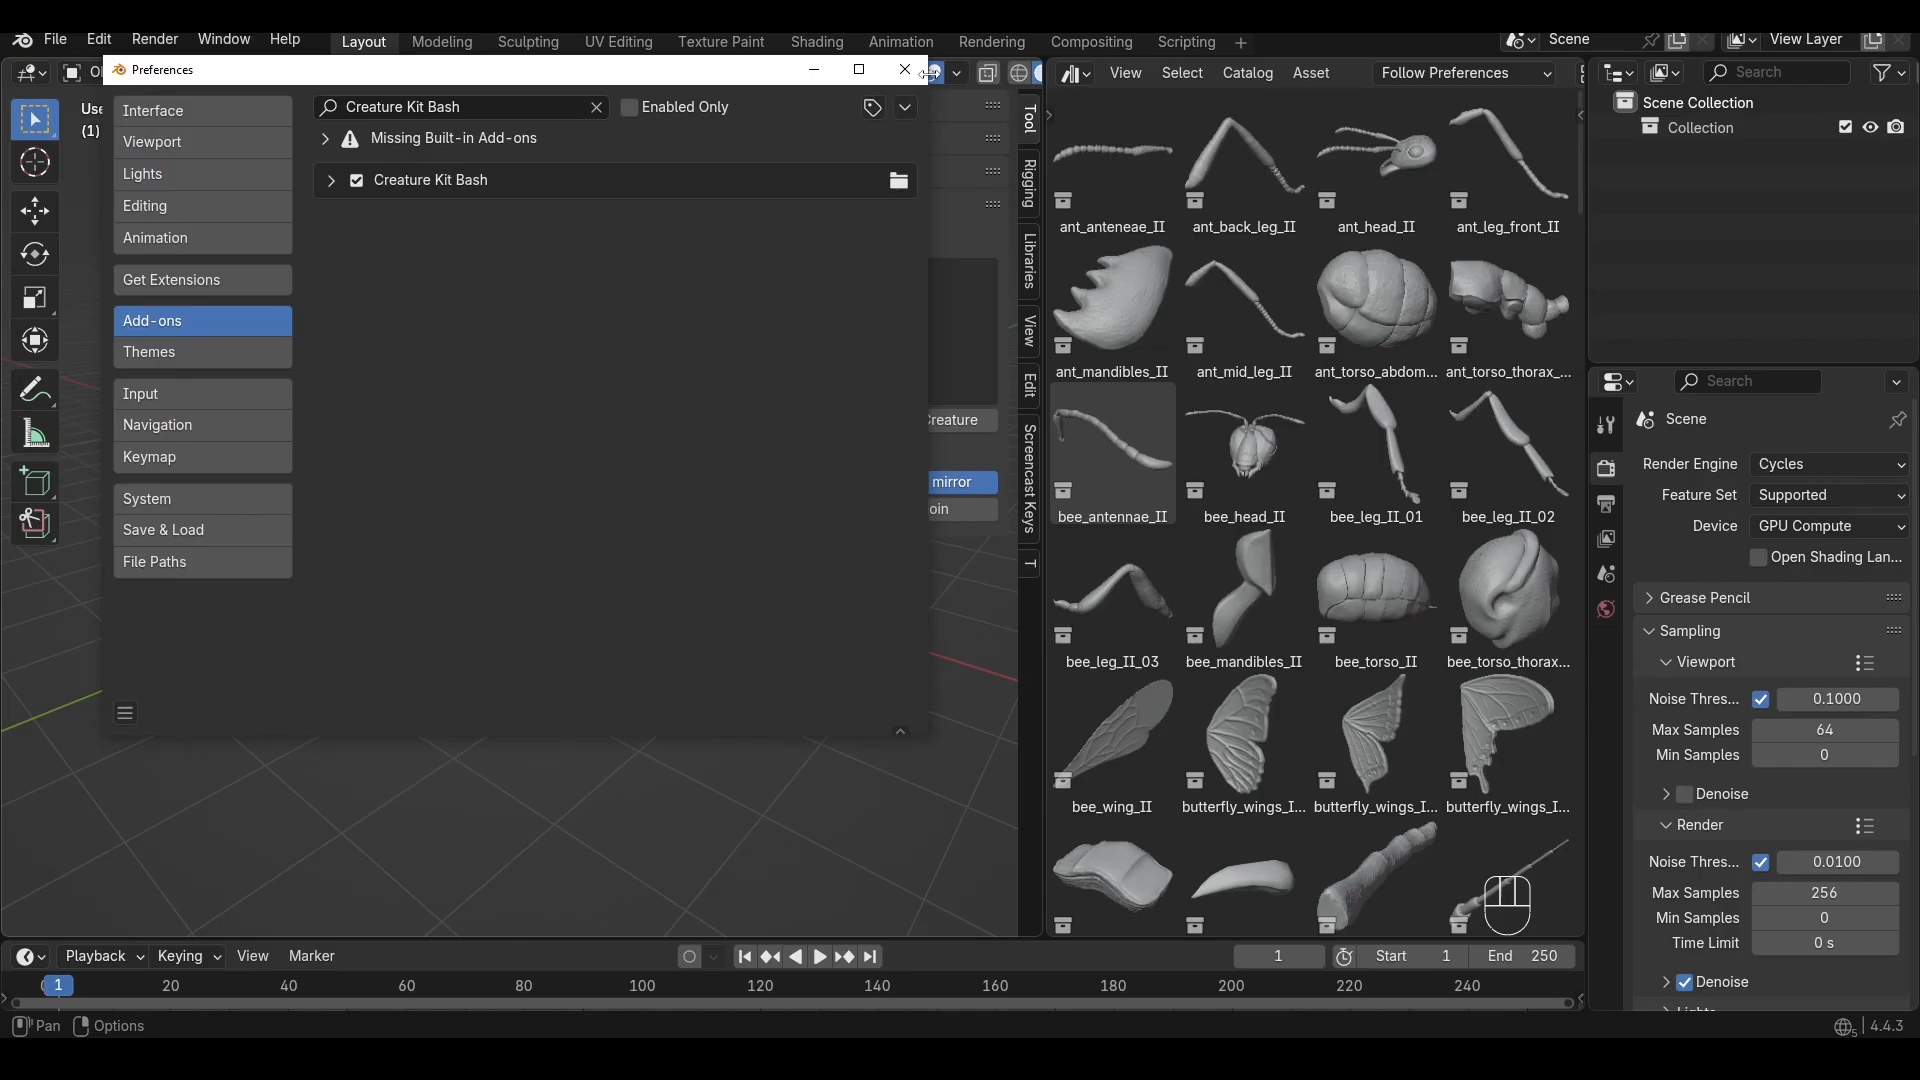 File Edit Render Window Help
Layout Modeling Sculpting UV Editing Texture Paint Shading Animation Rendering Compositing Scripting +
Scene
View Layer
Preferences
Interface
Viewport
Lights
Editing
Animation
Get Extensions
Add-ons
Themes
Input
Navigation
Keymap
System
Save & Load
File Paths
Creature Kit Bash
Enabled Only
Missing Built-in Add-ons
Creature Kit Bash
Use
(1)
Creature
mirror
oin
Tool
Rigging
Libraries
View
Edit
Screencast Keys
T
View Select Catalog Asset Follow Preferences
ant_anteneae_II ant_back_leg_II ant_head_II ant_leg_front_II
ant_mandibles_II ant_mid_leg_II ant_torso_abdom... ant_torso_thorax_...
bee_antennae_II bee_head_II bee_leg_II_01 bee_leg_II_02
bee_leg_II_03 bee_mandibles_II bee_torso_II bee_torso_thorax...
bee_wing_II butterfly_wings_I... butterfly_wings_I... butterfly_wings_I...
Search
Scene Collection
Collection
Search
Scene
Render Engine Cycles
Feature Set Supported
Device GPU Compute
Open Shading Lan...
Grease Pencil
Sampling
Viewport
Noise Thres... 0.1000
Max Samples 64
Min Samples 0
Denoise
Render
Noise Thres... 0.0100
Max Samples 256
Min Samples 0
Time Limit 0 s
Denoise
Playback Keying View Marker
1 Start 1 End 250
1 20 40 60 80 100 120 140 160 180 200 220 240
Pan Options
5 4.4.3